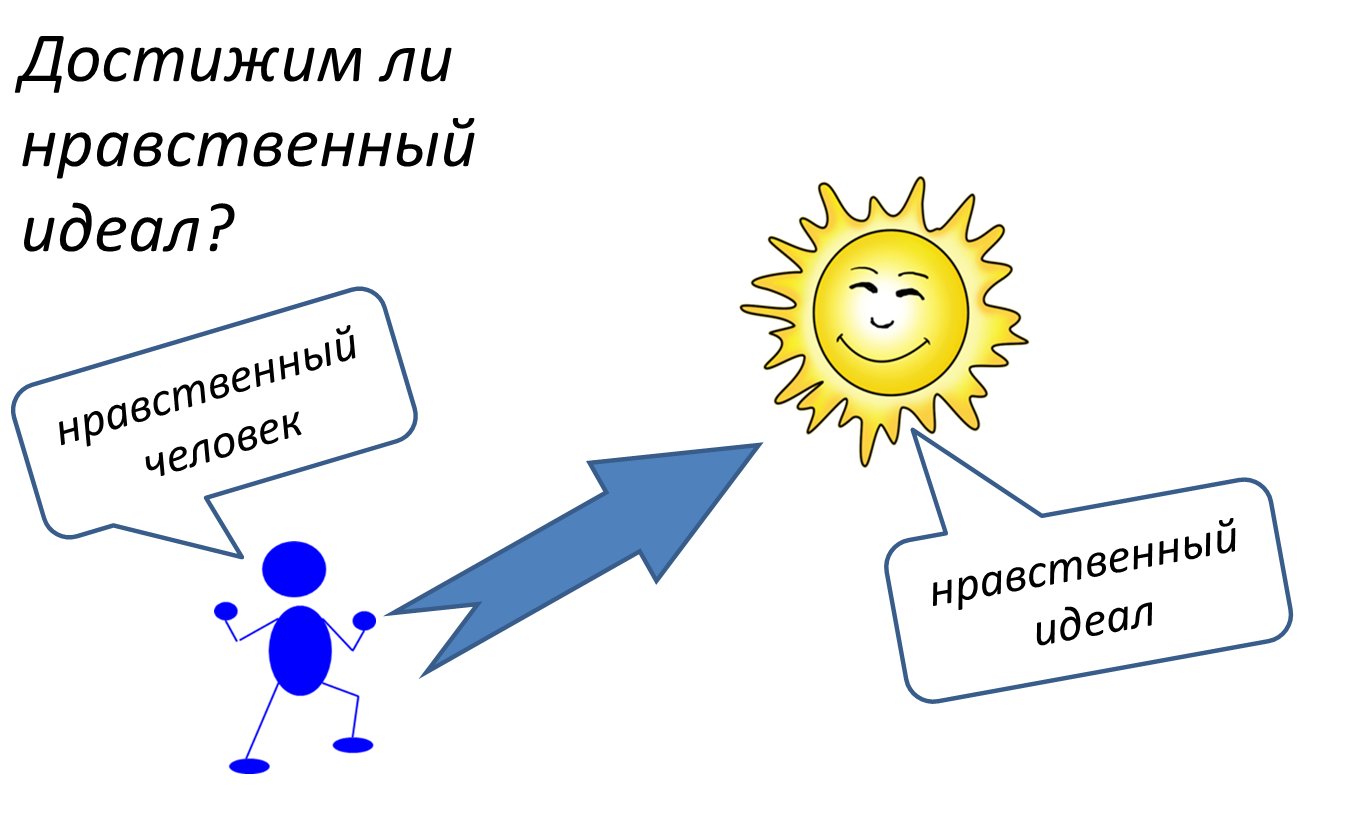 Достижим ли
нравственный
идеал?
нравственный
человек
нравственный
идеал